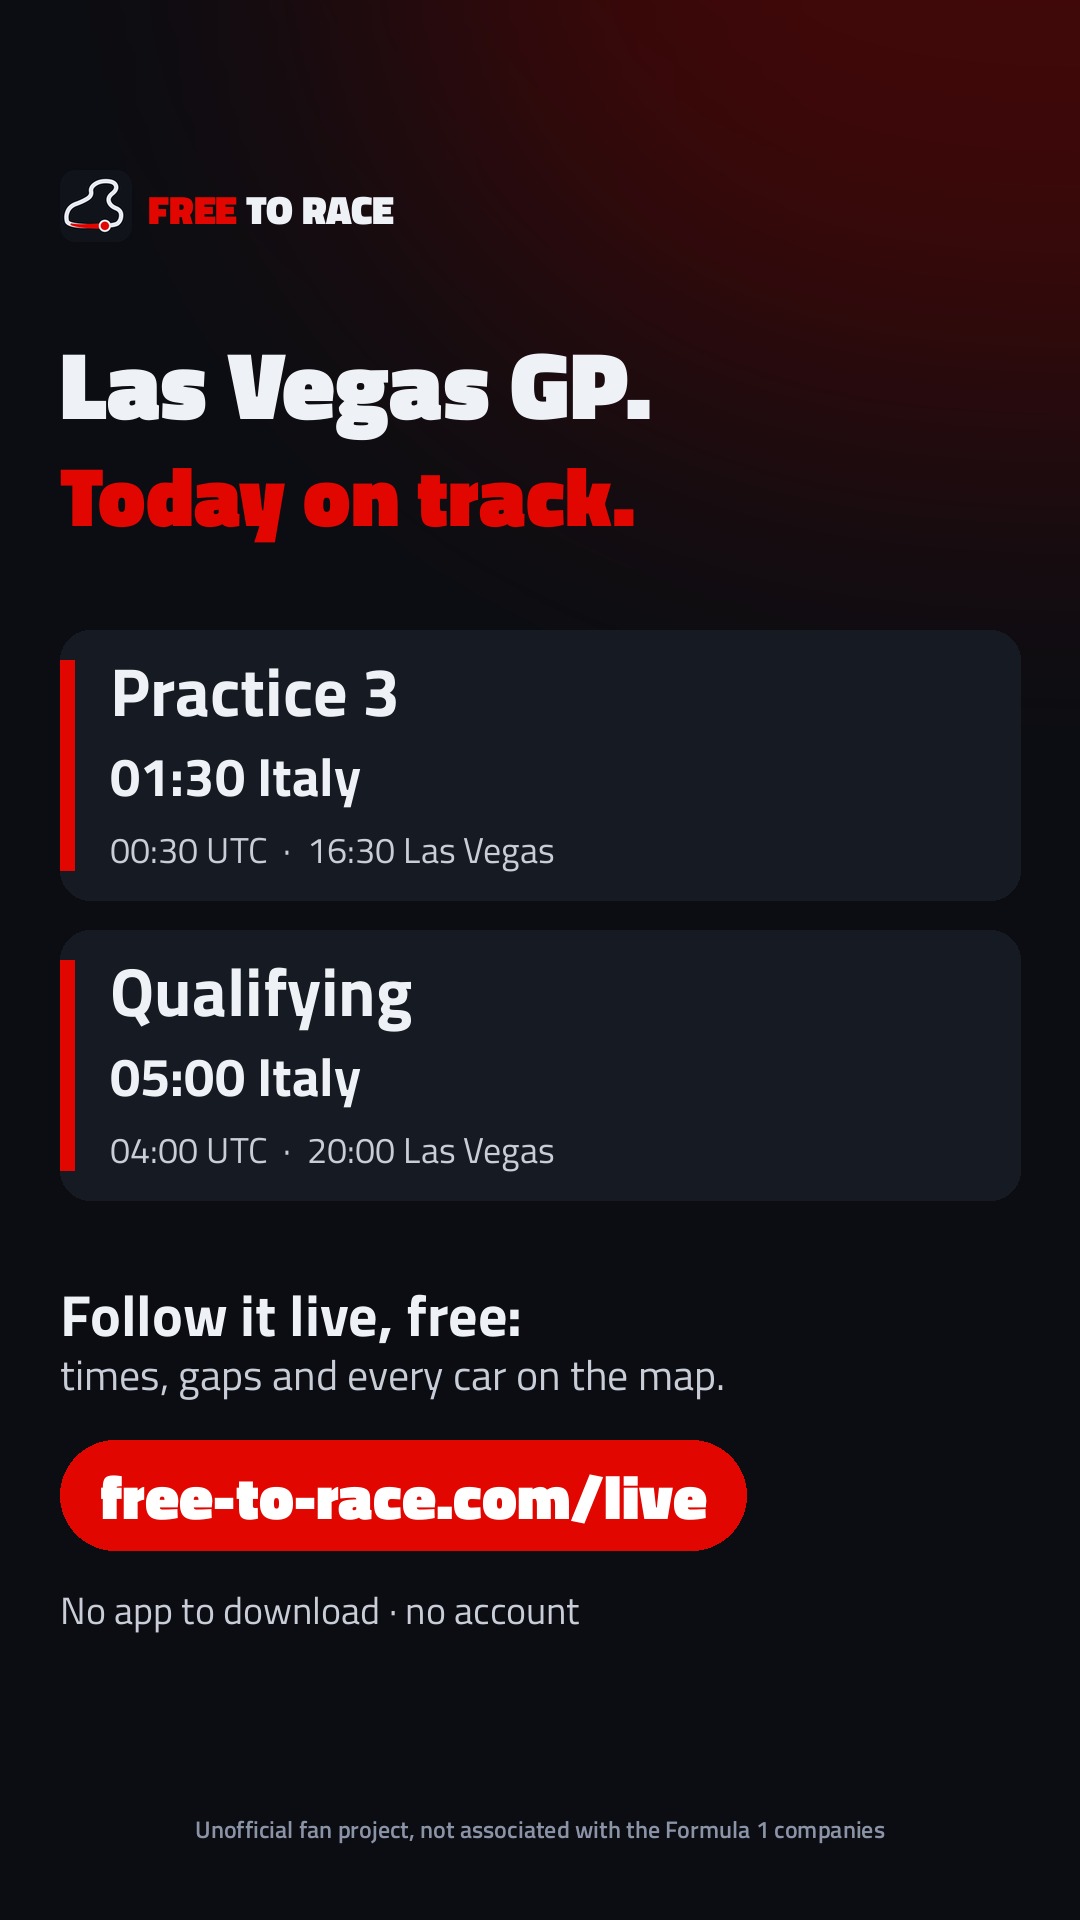 FREE TO RACE
Las Vegas GP.
Today on track.
Practice 3
01:30 Italy
00:30 UTC · 16:30 Las Vegas
Qualifying
05:00 Italy
04:00 UTC · 20:00 Las Vegas
Follow it live, free:
times, gaps and every car on the map.
free-to-race.com/live
No app to download · no account
Unofficial fan project, not associated with the Formula 1 companies